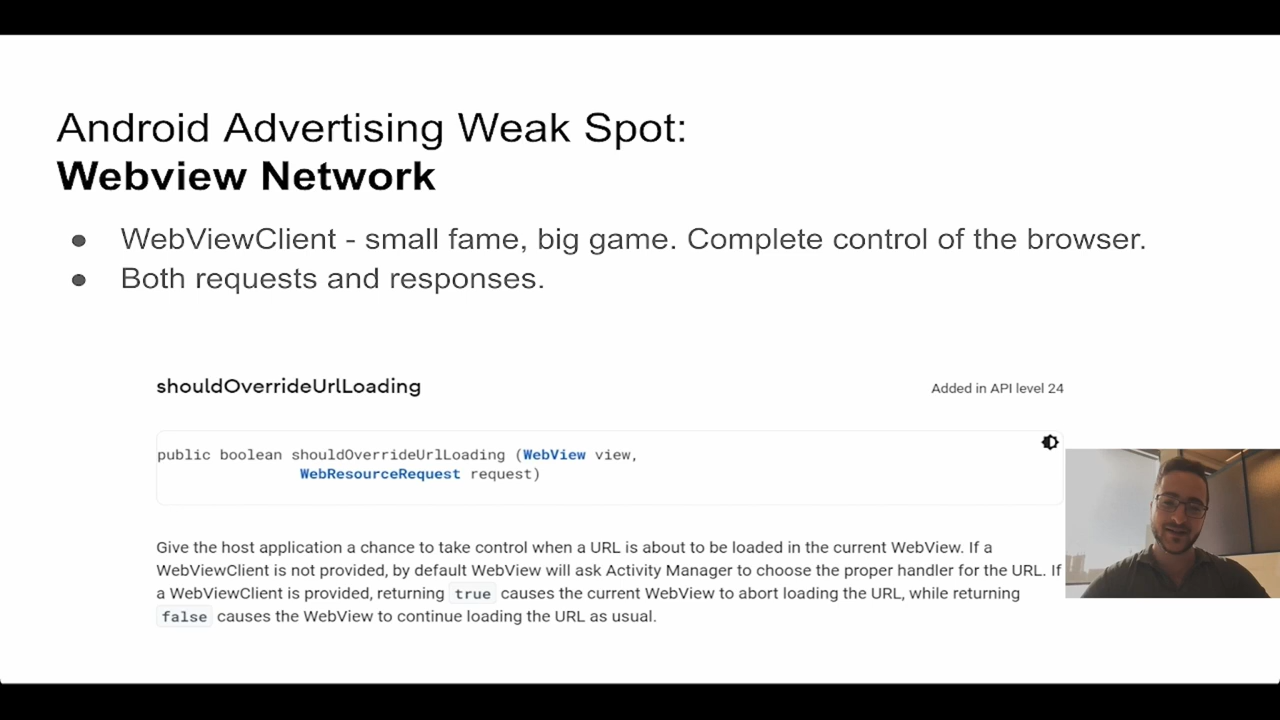 Android Advertising Weak Spot:
Webview Network
● WebViewClient - small fame, big game. Complete control of the browser.
● Both requests and responses.
shouldOverrideUrlLoading
Added in API level 24
public boolean shouldOverrideUrlLoading (WebView view,
WebResourceRequest request)
Give the host application a chance to take control when a URL is about to be loaded in the current WebView. If a
WebViewClient is not provided, by default WebView will ask Activity Manager to choose the proper handler for the URL. If
a WebViewClient is provided, returning true causes the current WebView to abort loading the URL, while returning
false causes the WebView to continue loading the URL as usual.